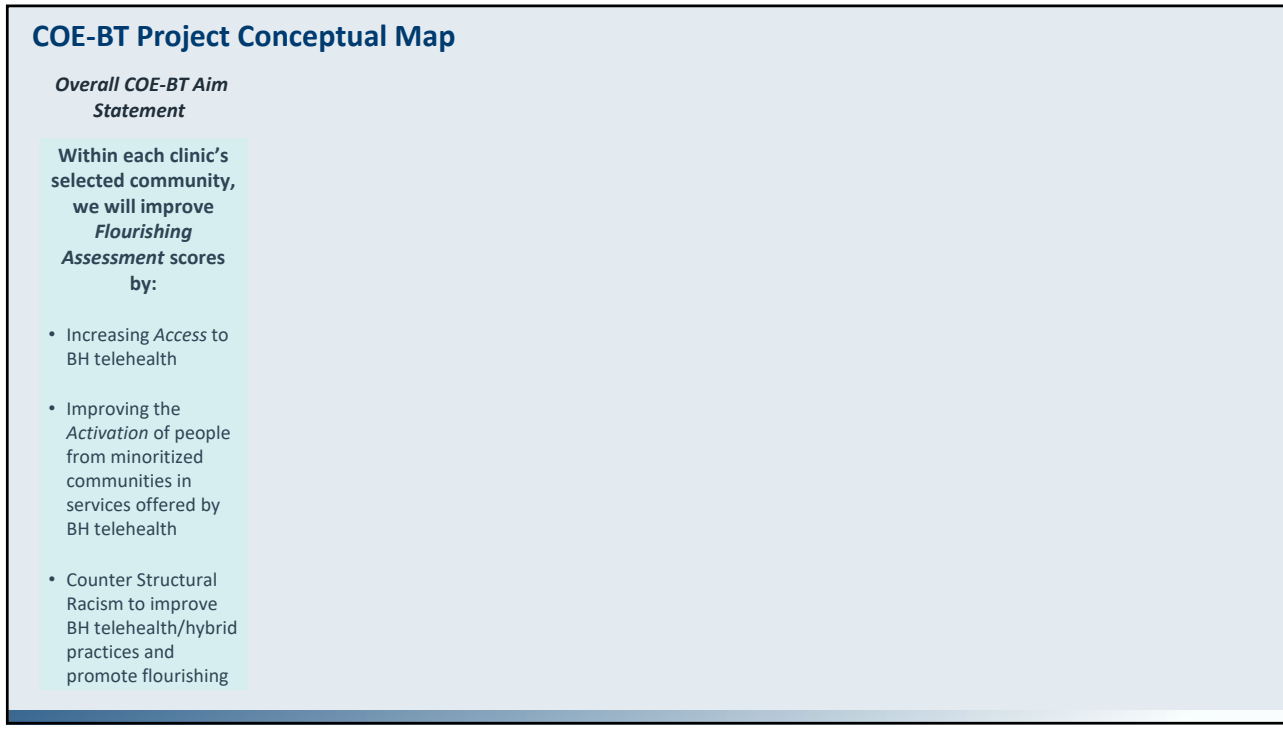 COE-BT Project Conceptual Map
Overall COE-BT Aim
Statement
Within each clinic’s
selected community,
we will improve
Flourishing
Assessment scores
by:
• Increasing Access to
BH telehealth
• Improving the
Activation of people
from minoritized
communities in
services offered by
BH telehealth
• Counter Structural
Racism to improve
BH telehealth/hybrid
practices and
promote flourishing